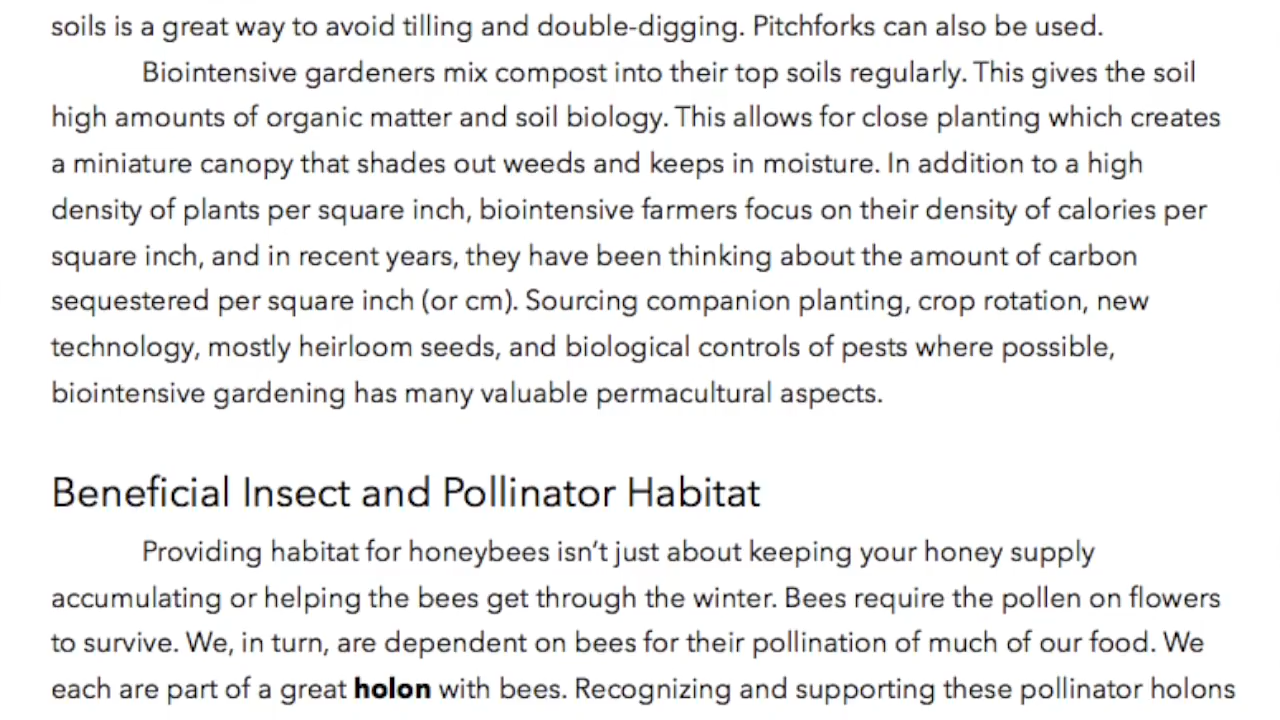 soils is a great way to avoid tilling and double-digging. Pitchforks can also be used.
Biointensive gardeners mix compost into their top soils regularly. This gives the soil
high amounts of organic matter and soil biology. This allows for close planting which creates
a miniature canopy that shades out weeds and keeps in moisture. In addition to a high
density of plants per square inch, biointensive farmers focus on their density of calories per
square inch, and in recent years, they have been thinking about the amount of carbon
sequestered per square inch (or cm). Sourcing companion planting, crop rotation, new
technology, mostly heirloom seeds, and biological controls of pests where possible,
biointensive gardening has many valuable permacultural aspects.
Beneficial Insect and Pollinator Habitat
Providing habitat for honeybees isn’t just about keeping your honey supply
accumulating or helping the bees get through the winter. Bees require the pollen on flowers
to survive. We, in turn, are dependent on bees for their pollination of much of our food. We
each are part of a great holon with bees. Recognizing and supporting these pollinator holons